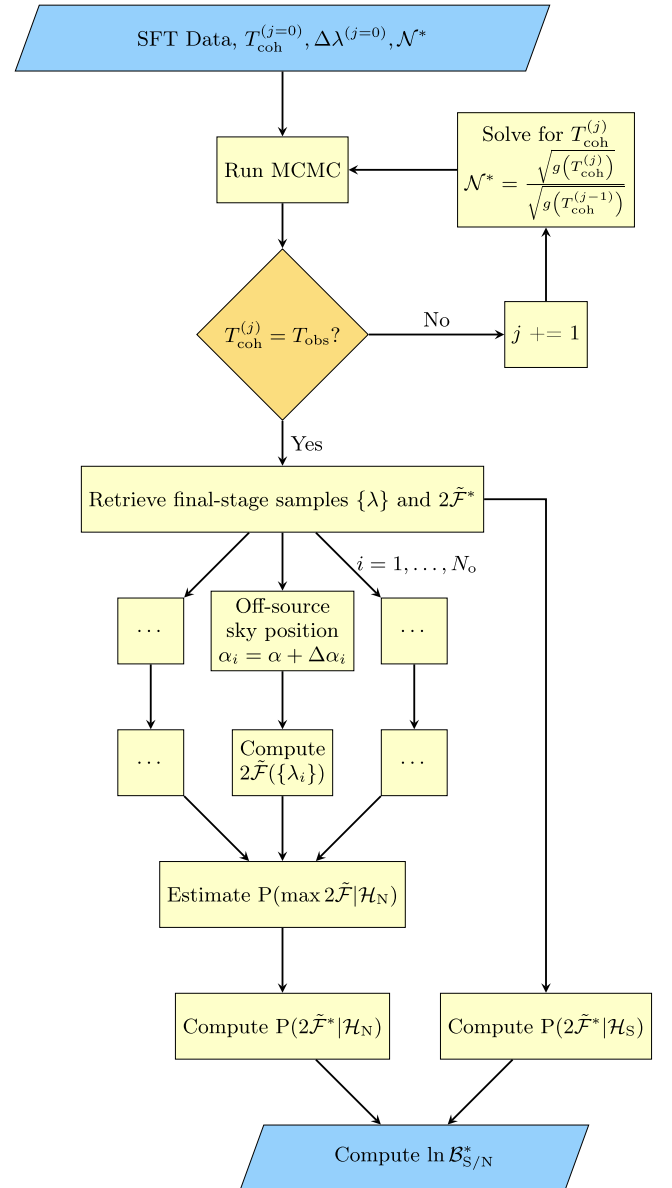 SFT Data, $T_{\mathrm{coh}}^{(j=0)}, \Delta\lambda^{(j=0)}, \mathcal{N}^*$
Run MCMC
Solve for $T_{\mathrm{coh}}^{(j)}$
$\mathcal{N}^* = \frac{\sqrt{g\left(T_{\mathrm{coh}}^{(j)}\right)}}{\sqrt{g\left(T_{\mathrm{coh}}^{(j-1)}\right)}}$
$T_{\mathrm{coh}}^{(j)} = T_{\mathrm{obs}}$?
No
$j$ += 1
Yes
Retrieve final-stage samples $\{\lambda\}$ and $2\tilde{\mathcal{F}}^*$
$i = 1, \ldots, N_{\mathrm{o}}$
...
Off-source
sky position
$\alpha_i = \alpha + \Delta\alpha_i$
...
...
Compute
$2\tilde{\mathcal{F}}(\{\lambda_i\})$
...
Estimate $\mathrm{P}(\max 2\tilde{\mathcal{F}}|\mathcal{H}_{\mathrm{N}})$
Compute $\mathrm{P}(2\tilde{\mathcal{F}}^*|\mathcal{H}_{\mathrm{N}})$
Compute $\mathrm{P}(2\tilde{\mathcal{F}}^*|\mathcal{H}_{\mathrm{S}})$
Compute $\ln \mathcal{B}^*_{\mathrm{S/N}}$